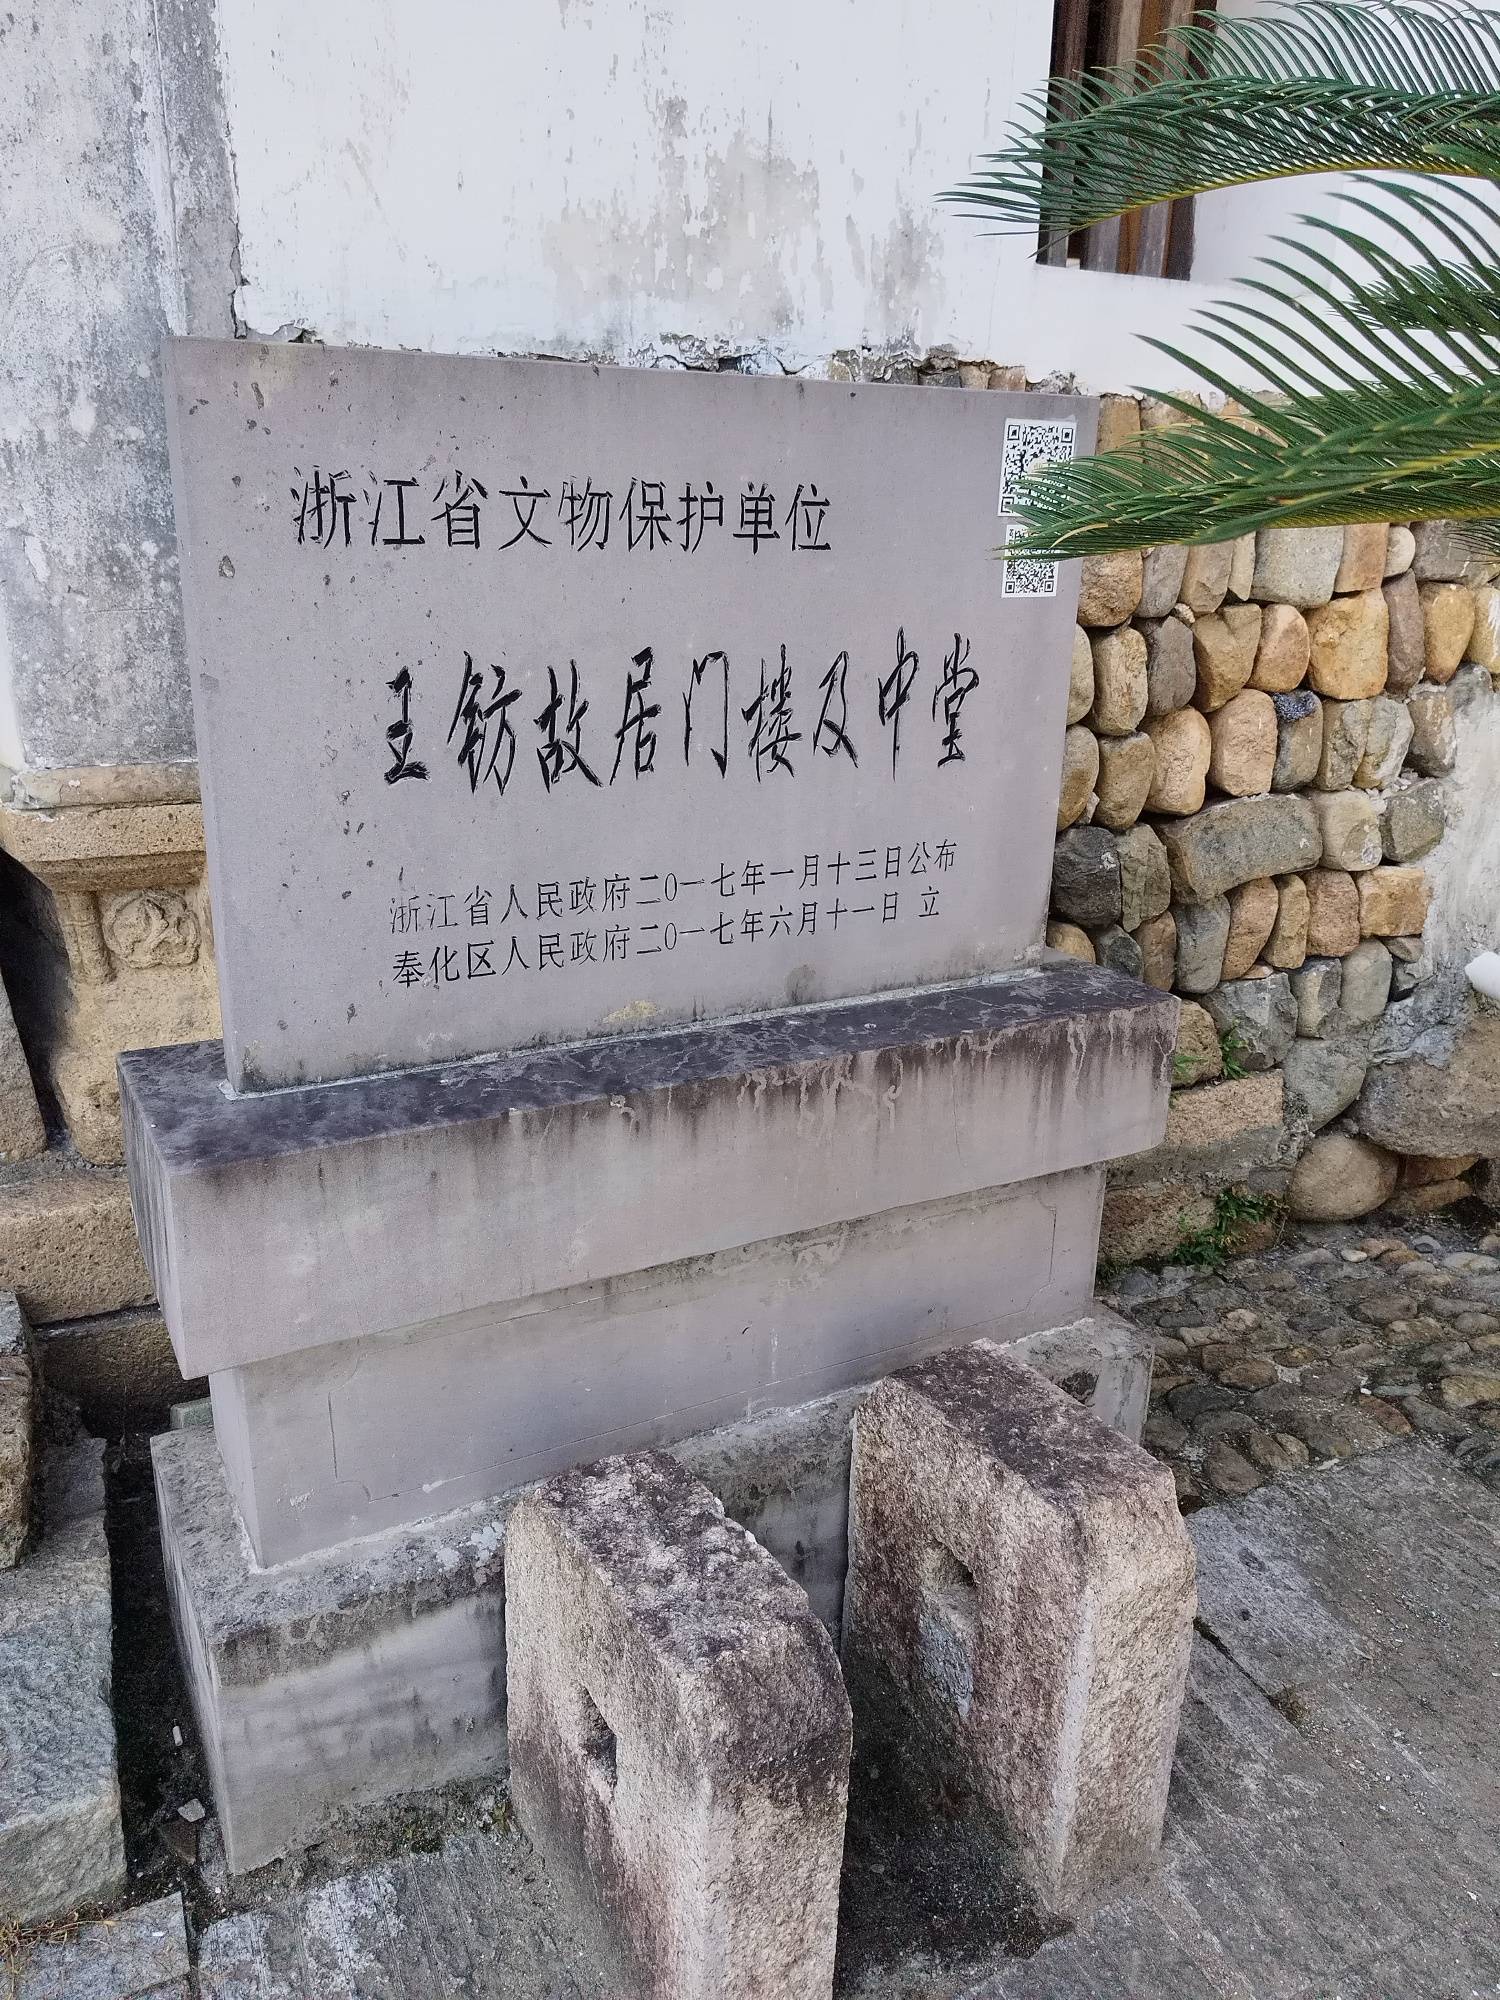 浙江省文物保护单位
王钫故居门楼及中堂
浙江省人民政府二〇一七年一月十三日公布
奉化区人民政府二〇一七年六月十一日 立